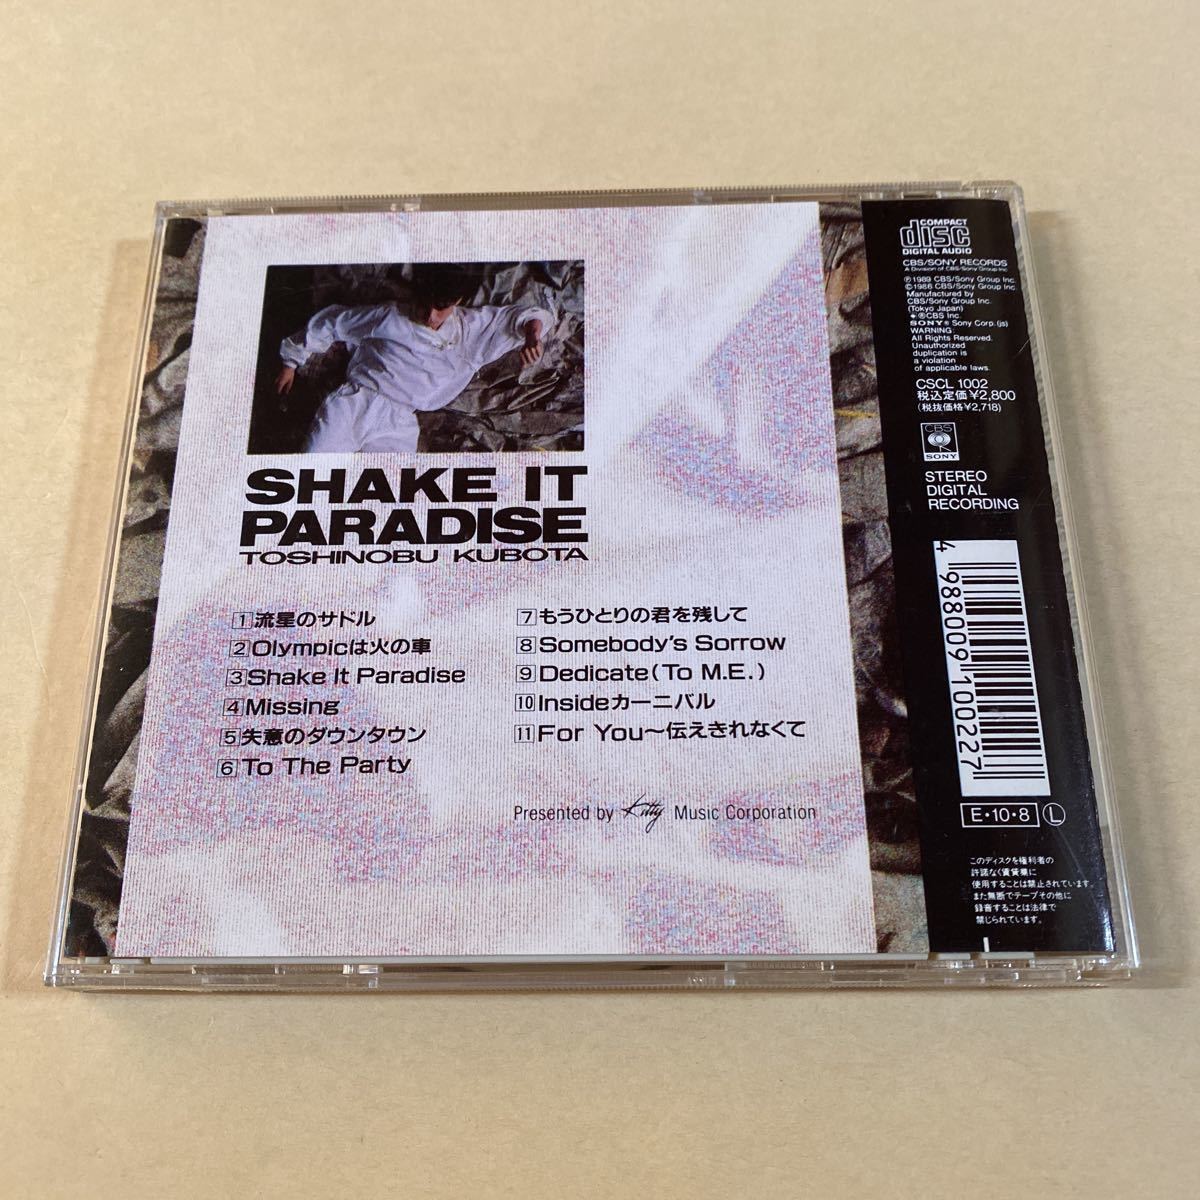 SHAKE IT
PARADISE
TOSHINOBU KUBOTA
1 流星のサドル
2 Olympicは火の車
3 Shake It Paradise
4 Missing
5 失意のダウンタウン
6 To The Party
7 もうひとりの君を残して
8 Somebody's Sorrow
9 Dedicate (To M.E.)
10 Insideカーニバル
11 For You〜伝えきれなくて
Presented by Kitty Music Corporation
COMPACT
disc
DIGITAL AUDIO
CBS/SONY RECORDS
A Division of CBS/Sony Group Inc.
Ⓟ1989 CBS/Sony Group Inc.
©1986 CBS/Sony Group Inc.
Manufactured by
CBS/Sony Group Inc.
(Tokyo Japan)
®CBS Inc.
SONY® Sony Corp.(js)
WARNING:
All Rights Reserved.
Unauthorized
duplication is
a violation
of applicable laws.
CSCL 1002
税込定価¥2,800
(税抜価格¥2,718)
CBS
SONY
STEREO
DIGITAL
RECORDING
4 988009 100227
E・10・8 Ⓛ
このディスクを権利者の
許諾なく賃貸業に
使用することは禁止されています。
また無断でテープその他に
録音することは法律で
禁じられています。